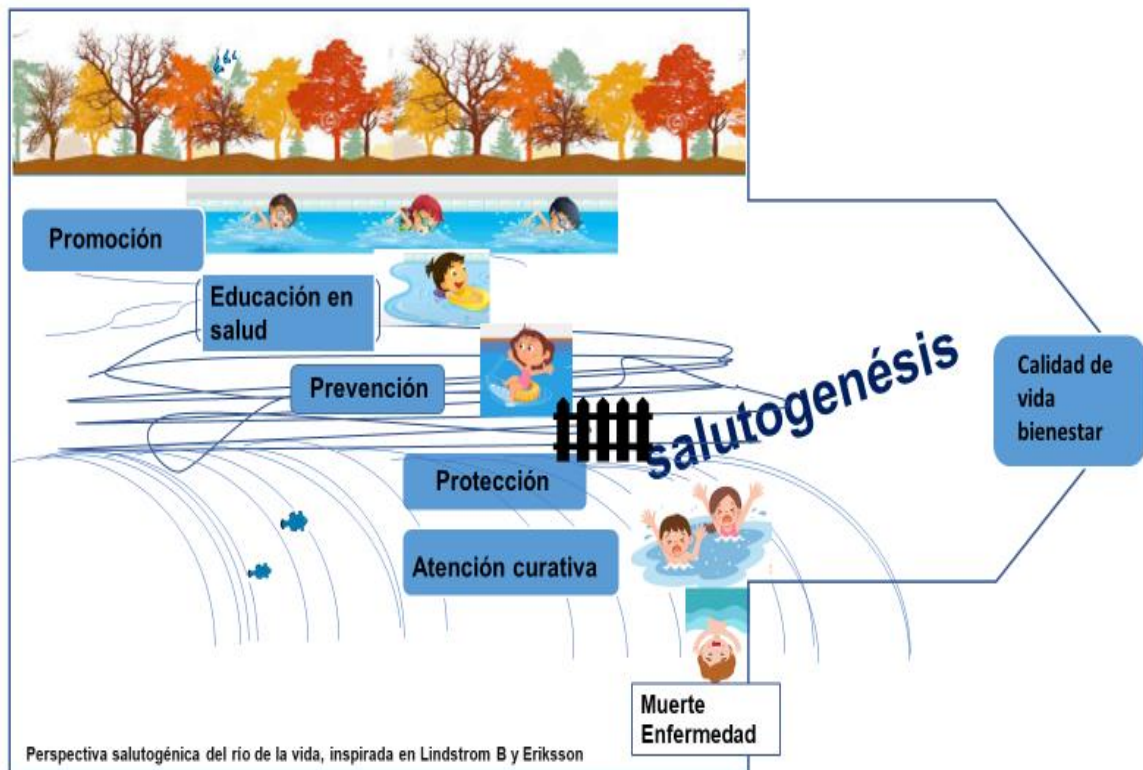 Promoción
Educación en
salud
Prevención
salutogenésis
Calidad de
vida
bienestar
Protección
Atención curativa
Muerte
Enfermedad
Perspectiva salutogénica del río de la vida, inspirada en Lindstrom B y Eriksson